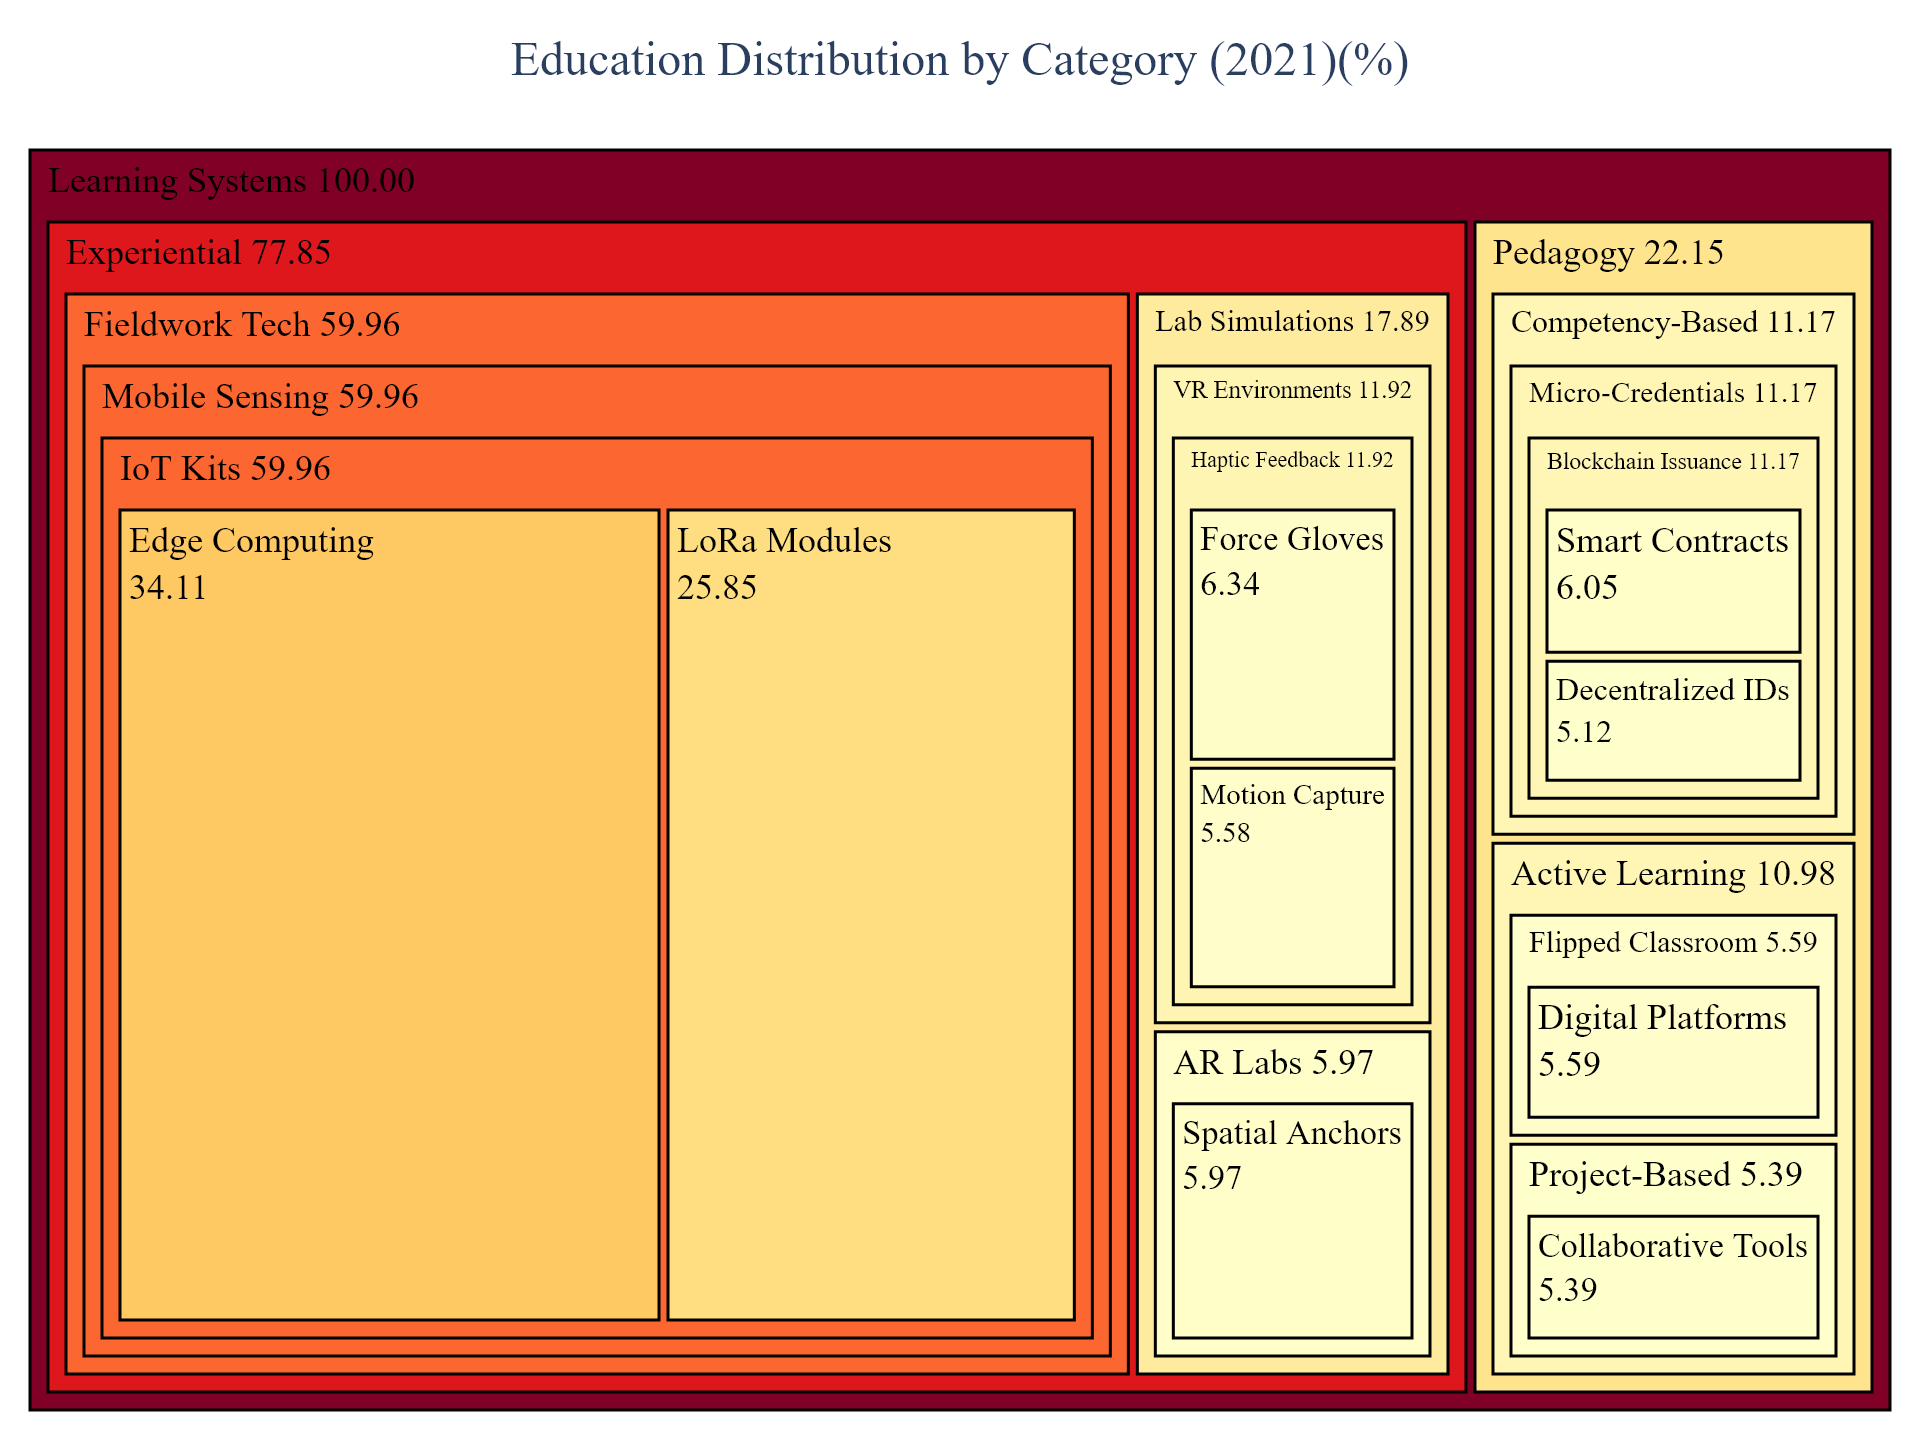 Education Distribution by Category (2021)(%)
Learning Systems 100.00
Experiential 77.85
Fieldwork Tech 59.96
Mobile Sensing 59.96
IoT Kits 59.96
Edge Computing
34.11
LoRa Modules
25.85
Lab Simulations 17.89
VR Environments 11.92
Haptic Feedback 11.92
Force Gloves
6.34
Motion Capture
5.58
AR Labs 5.97
Spatial Anchors
5.97
Pedagogy 22.15
Competency-Based 11.17
Micro-Credentials 11.17
Blockchain Issuance 11.17
Smart Contracts
6.05
Decentralized IDs
5.12
Active Learning 10.98
Flipped Classroom 5.59
Digital Platforms
5.59
Project-Based 5.39
Collaborative Tools
5.39